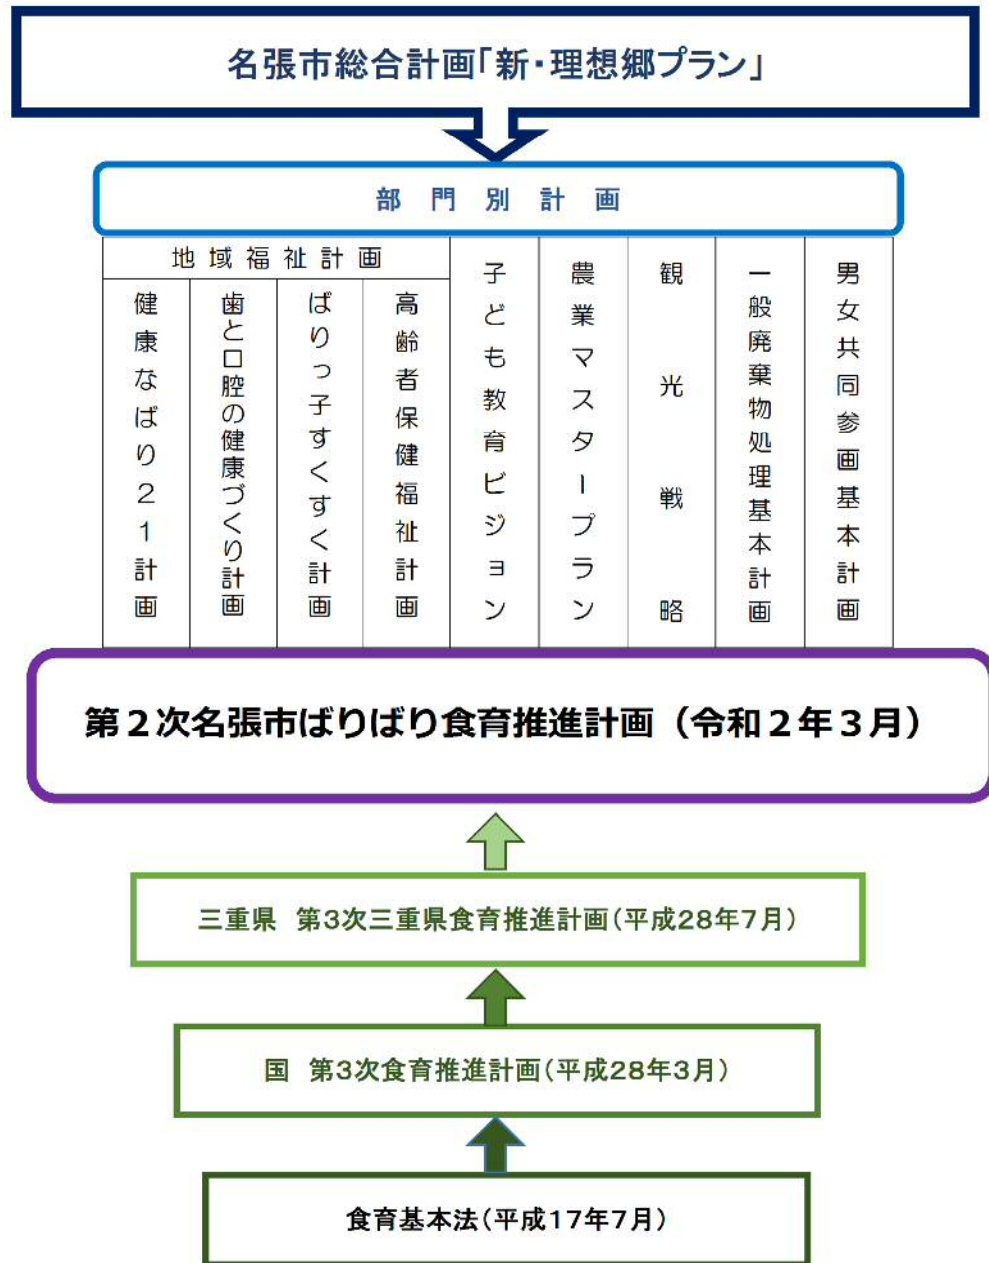 名張市総合計画「新・理想郷プラン」
部門別計画
地域福祉計画
健康なばり21計画
歯と口腔の健康づくり計画
ばりっ子すくすく計画
高齢者保健福祉計画
子ども教育ビジョン
農業マスタープラン
観光戦略
一般廃棄物処理基本計画
男女共同参画基本計画
第2次名張市ばりばり食育推進計画(令和2年3月)
三重県 第3次三重県食育推進計画(平成28年7月)
国 第3次食育推進計画(平成28年3月)
食育基本法(平成17年7月)